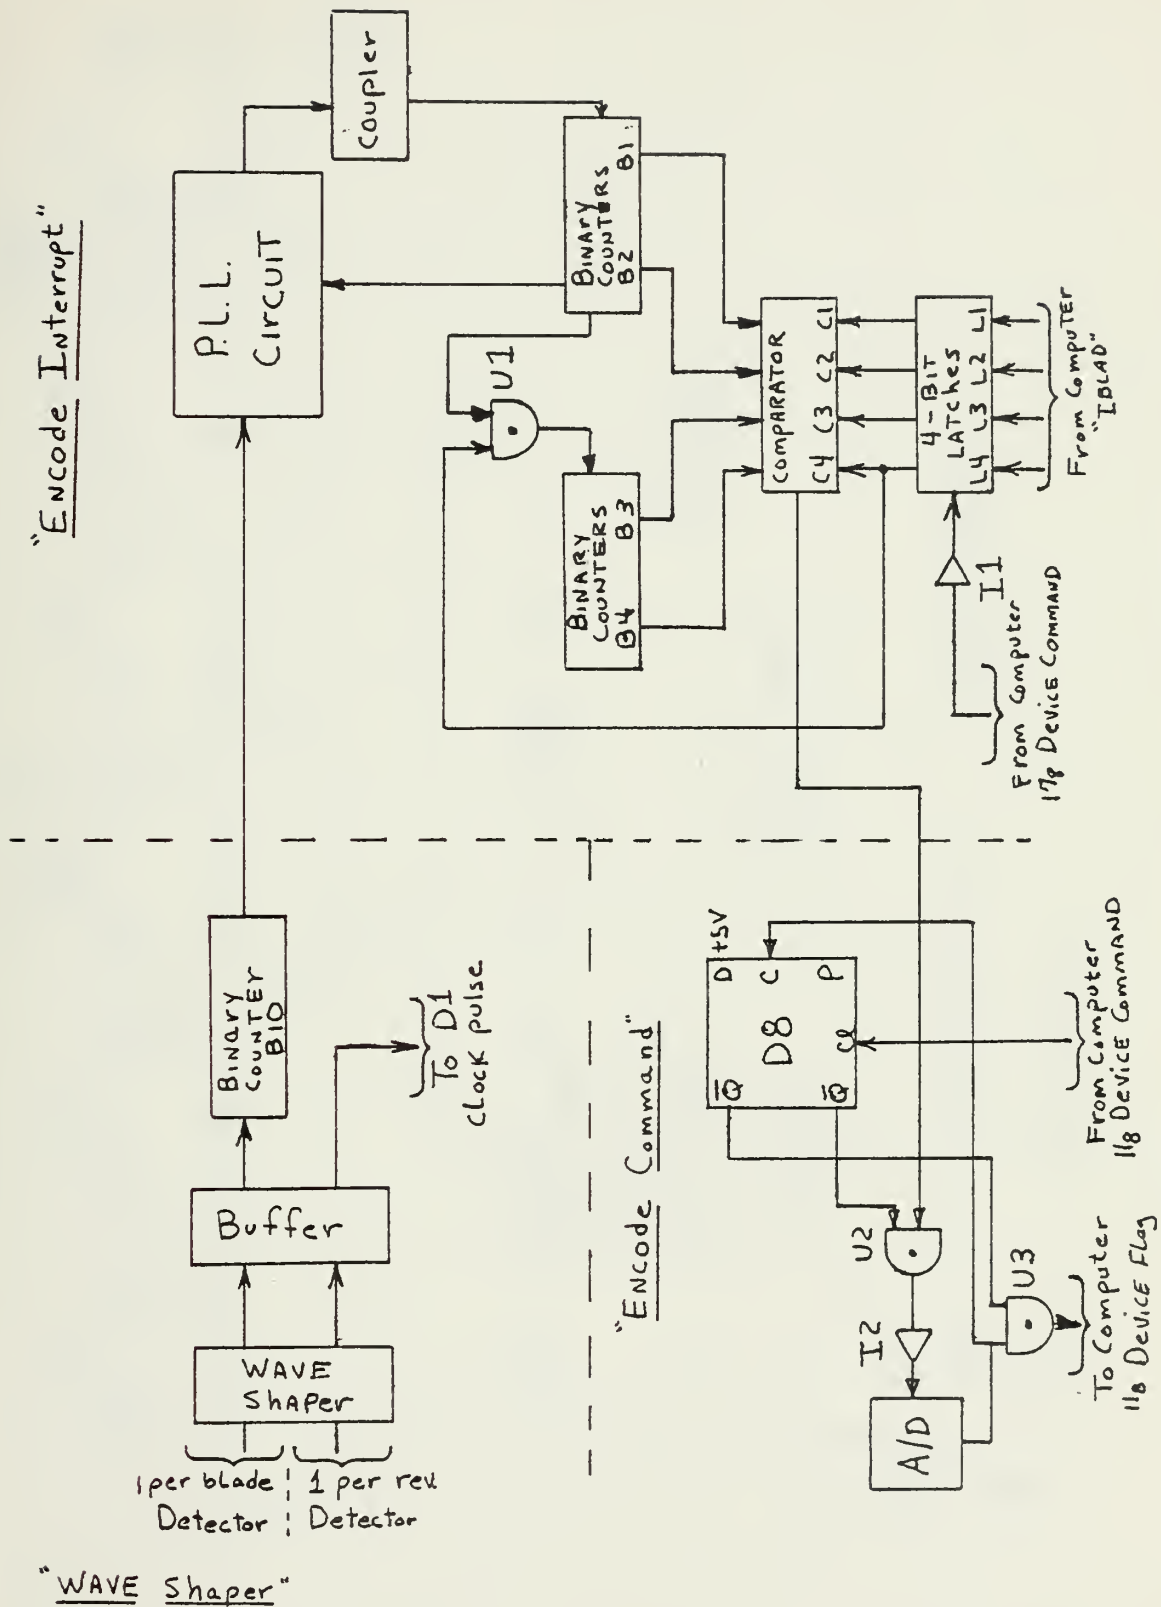 "ENCODE Interrupt"
P.L.L.
CIRCUIT
Coupler
BINARY
COUNTERS
B2 B1
U1
BINARY
COUNTERS
B4 B3
COMPARATOR
C4 C3 C2 C1
4-BIT
LATCHES
L4 L3 L2 L1
From Computer
"IBLAD"
I1
From Computer
17₈ Device Command
BINARY
COUNTER
B10
To D1
clock pulse
Buffer
WAVE
Shaper
1 per blade
Detector
1 per rev
Detector
"WAVE Shaper"
"ENCODE Command"
D +5V
C
P
D8
Cl
Q̅
Q̅
U2
I2
A/D
U3
From Computer
11₈ Device Command
To Computer
11₈ Device Flag